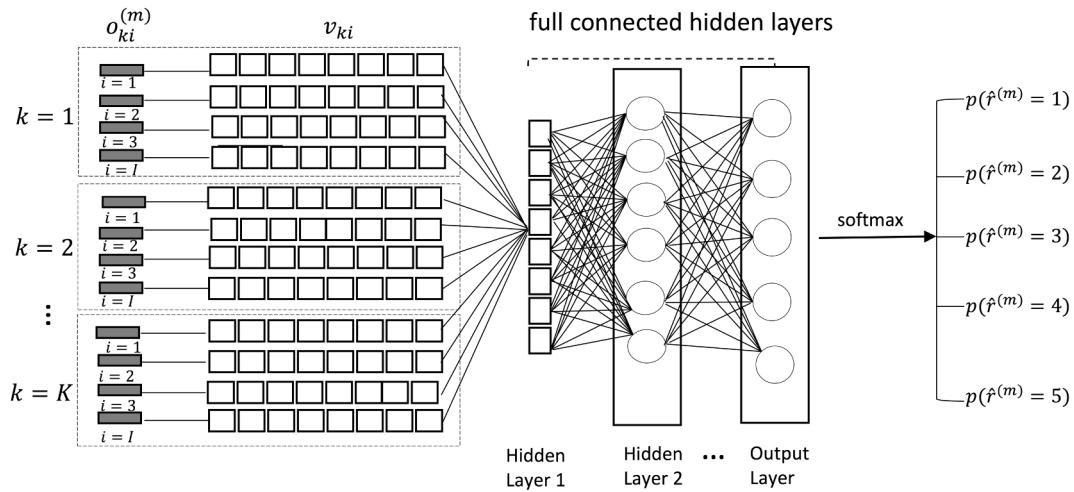 o_{ki}^{(m)}
v_{ki}
full connected hidden layers
k = 1
i = 1
i = 2
i = 3
i = I
k = 2
i = 1
i = 2
i = 3
i = I
...
k = K
i = 1
i = 2
i = 3
i = I
Hidden
Layer 1
Hidden
Layer 2
...
Output
Layer
softmax
p(r̂^{(m)} = 1)
p(r̂^{(m)} = 2)
p(r̂^{(m)} = 3)
p(r̂^{(m)} = 4)
p(r̂^{(m)} = 5)